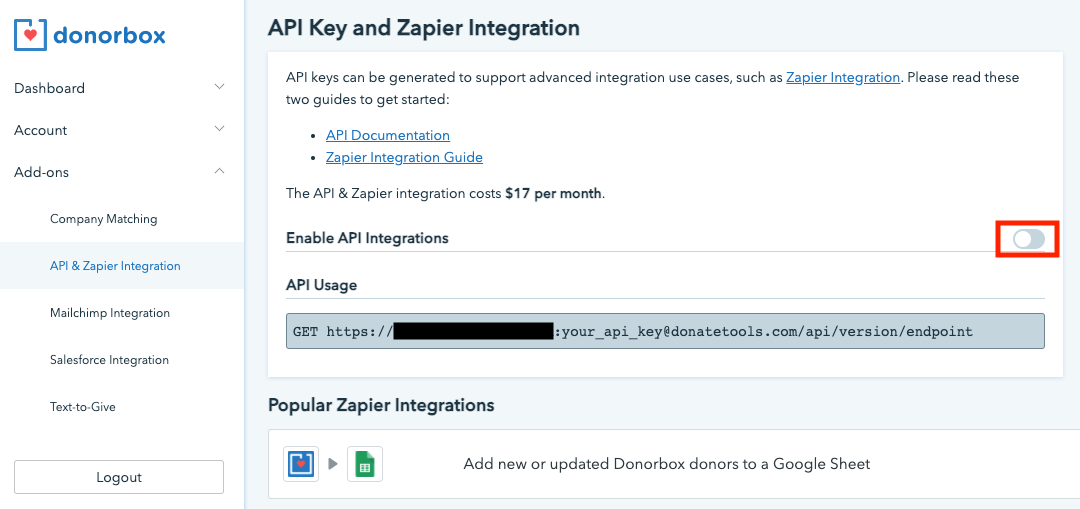 donorbox
Dashboard
Account
Add-ons
Company Matching
API & Zapier Integration
Mailchimp Integration
Salesforce Integration
Text-to-Give
Logout
API Key and Zapier Integration
API keys can be generated to support advanced integration use cases, such as Zapier Integration. Please read these
two guides to get started:
• API Documentation
• Zapier Integration Guide
The API & Zapier integration costs $17 per month.
Enable API Integrations
API Usage
GET https:// :your_api_key@donatetools.com/api/version/endpoint
Popular Zapier Integrations
Add new or updated Donorbox donors to a Google Sheet